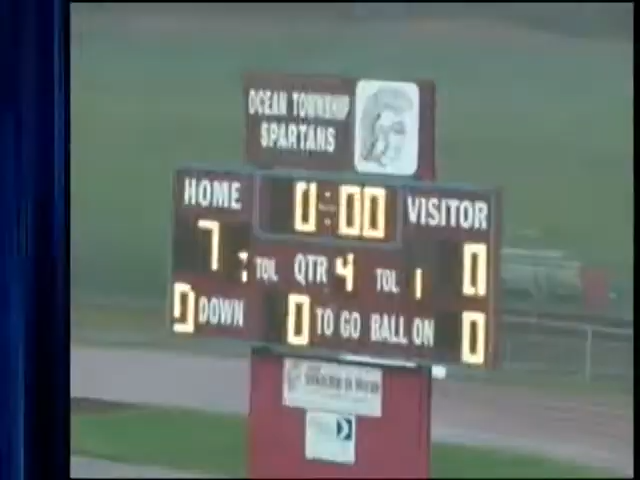 OCEAN TOWNSHIP
SPARTANS
HOME 0:00 VISITOR
7 TOL QTR 4 TOL 1 0
0 DOWN 0 TO GO BALL ON 0